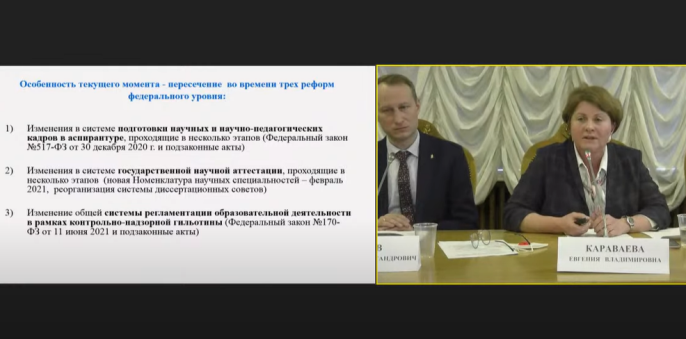 Особенность текущего момента - пересечение во времени трех реформ
федерального уровня:
1) Изменения в системе подготовки научных и научно-педагогических
кадров в аспирантуре, проходящие в несколько этапов (Федеральный закон
№517-ФЗ от 30 декабря 2020 г. и подзаконные акты)
2) Изменения в системе государственной научной аттестации, проходящие в
несколько этапов (новая Номенклатура научных специальностей – февраль
2021, реорганизация системы диссертационных советов)
3) Изменение общей системы регламентации образовательной деятельности
в рамках контрольно-надзорной гильотины (Федеральный закон №170-
ФЗ от 11 июня 2021 и подзаконные акты)
В
АНДРОВИЧ
КАРАВАЕВА
ЕВГЕНИЯ ВЛАДИМИРОВНА